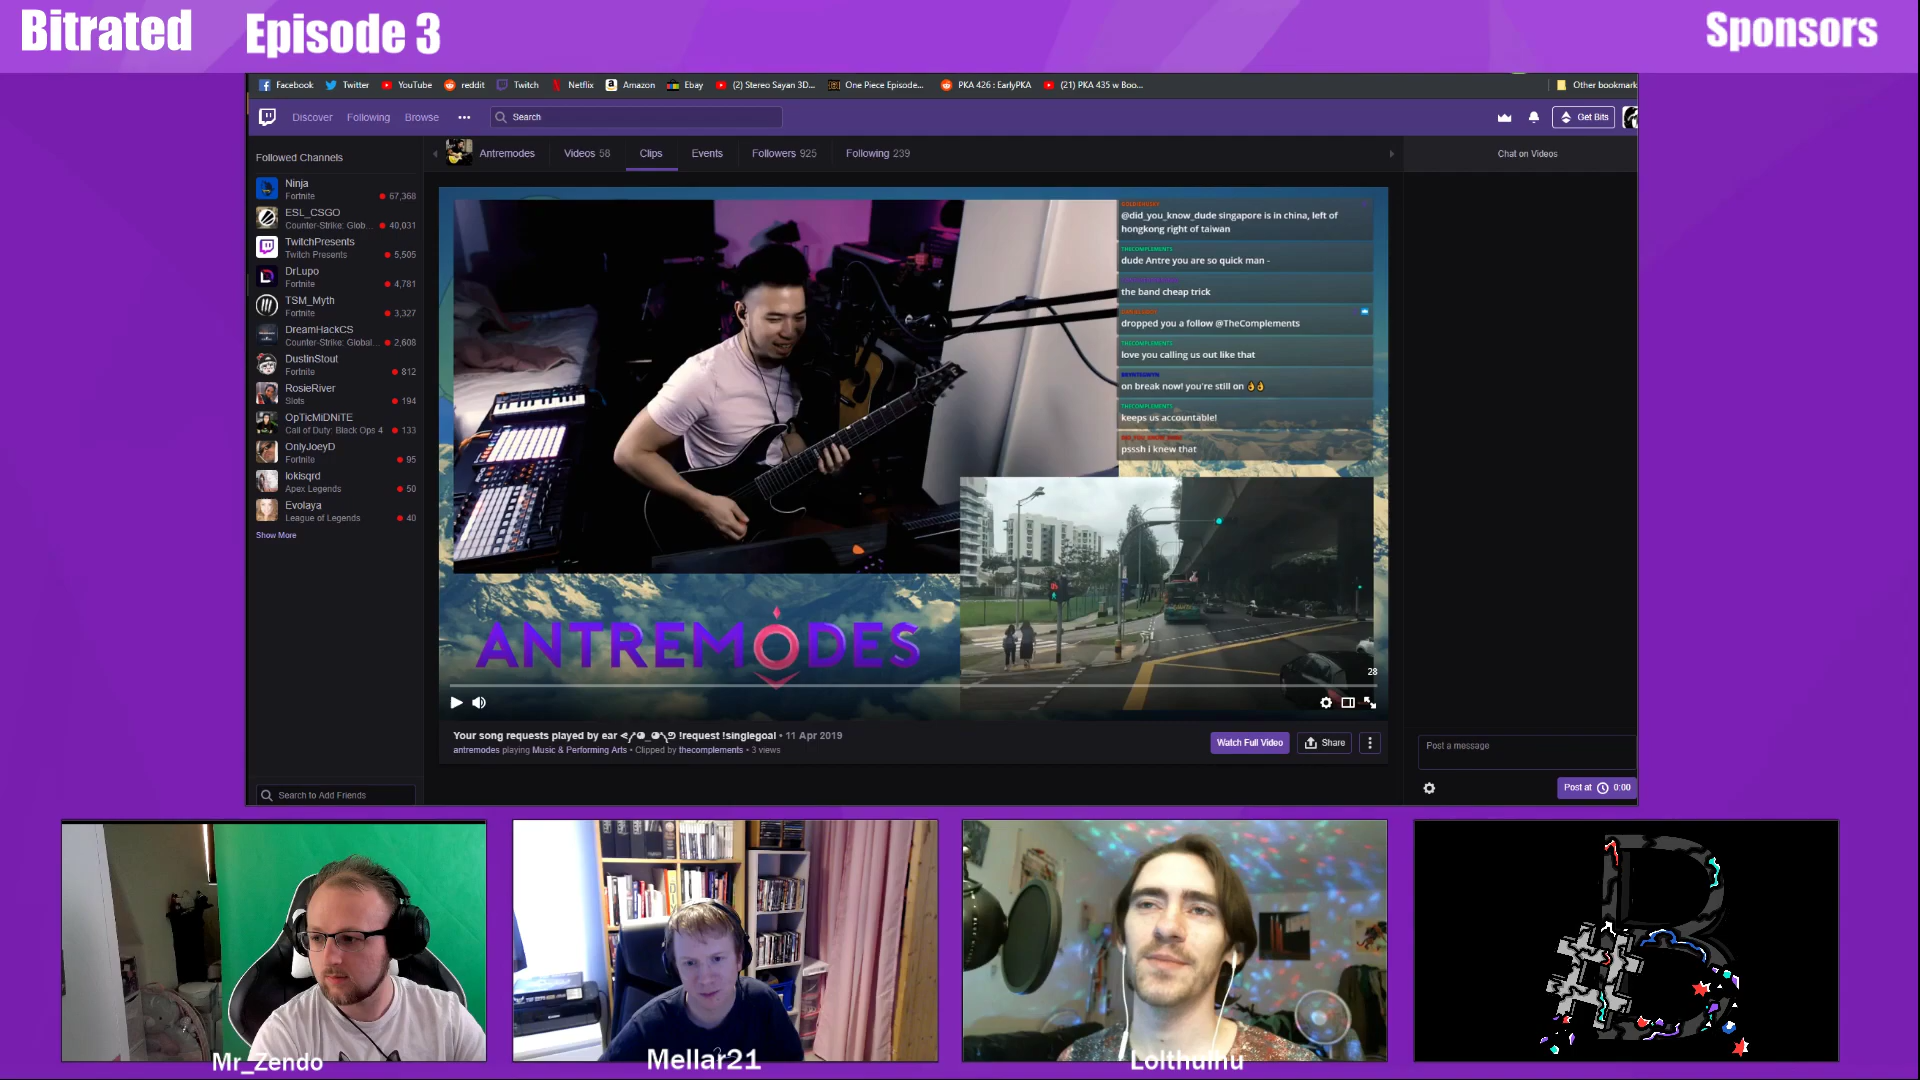 Bitrated
Episode 3
Sponsors
Facebook Twitter YouTube reddit Twitch Netflix Amazon Ebay (2) Stereo Sayan 3D... One Piece Episode... PKA 426 : EarlyPKA (21) PKA 435 w Boo... Other bookmark
Discover Following Browse Search Get Bits
Followed Channels
Antremodes Videos 58 Clips Events Followers 925 Following 239
Chat on Videos
Ninja
Fortnite 67,368
ESL_CSGO
Counter-Strike: Glob... 40,031
TwitchPresents
Twitch Presents 5,505
DrLupo
Fortnite 4,781
TSM_Myth
Fortnite 3,327
DreamHackCS
Counter-Strike: Global... 2,608
DustinStout
Fortnite 812
RosieRiver
Slots 194
OpTicMiDNiTE
Call of Duty: Black Ops 4 133
OnlyJoeyD
Fortnite 95
lokisqrd
Apex Legends 50
Evolaya
League of Legends 40
Show More
Search to Add Friends
@did_you_know_dude singapore is in china, left of
hongkong right of taiwan
THECOMPLEMENTS
dude Antre you are so quick man -
the band cheap trick
dropped you a follow @TheComplements
THECOMPLEMENTS
love you calling us out like that
on break now! you're still on 👌👌
THECOMPLEMENTS
keeps us accountable!
DID_YOU_KNOW_DUDE
psssh i knew that
ANTREMODES
28
Your song requests played by ear !request !singlegoal • 11 Apr 2019
antremodes playing Music & Performing Arts • Clipped by thecomplements • 3 views
Watch Full Video Share
Post a message
Post at 0:00
Mr_Zendo
Mellar21
Lolthulhu
B
#